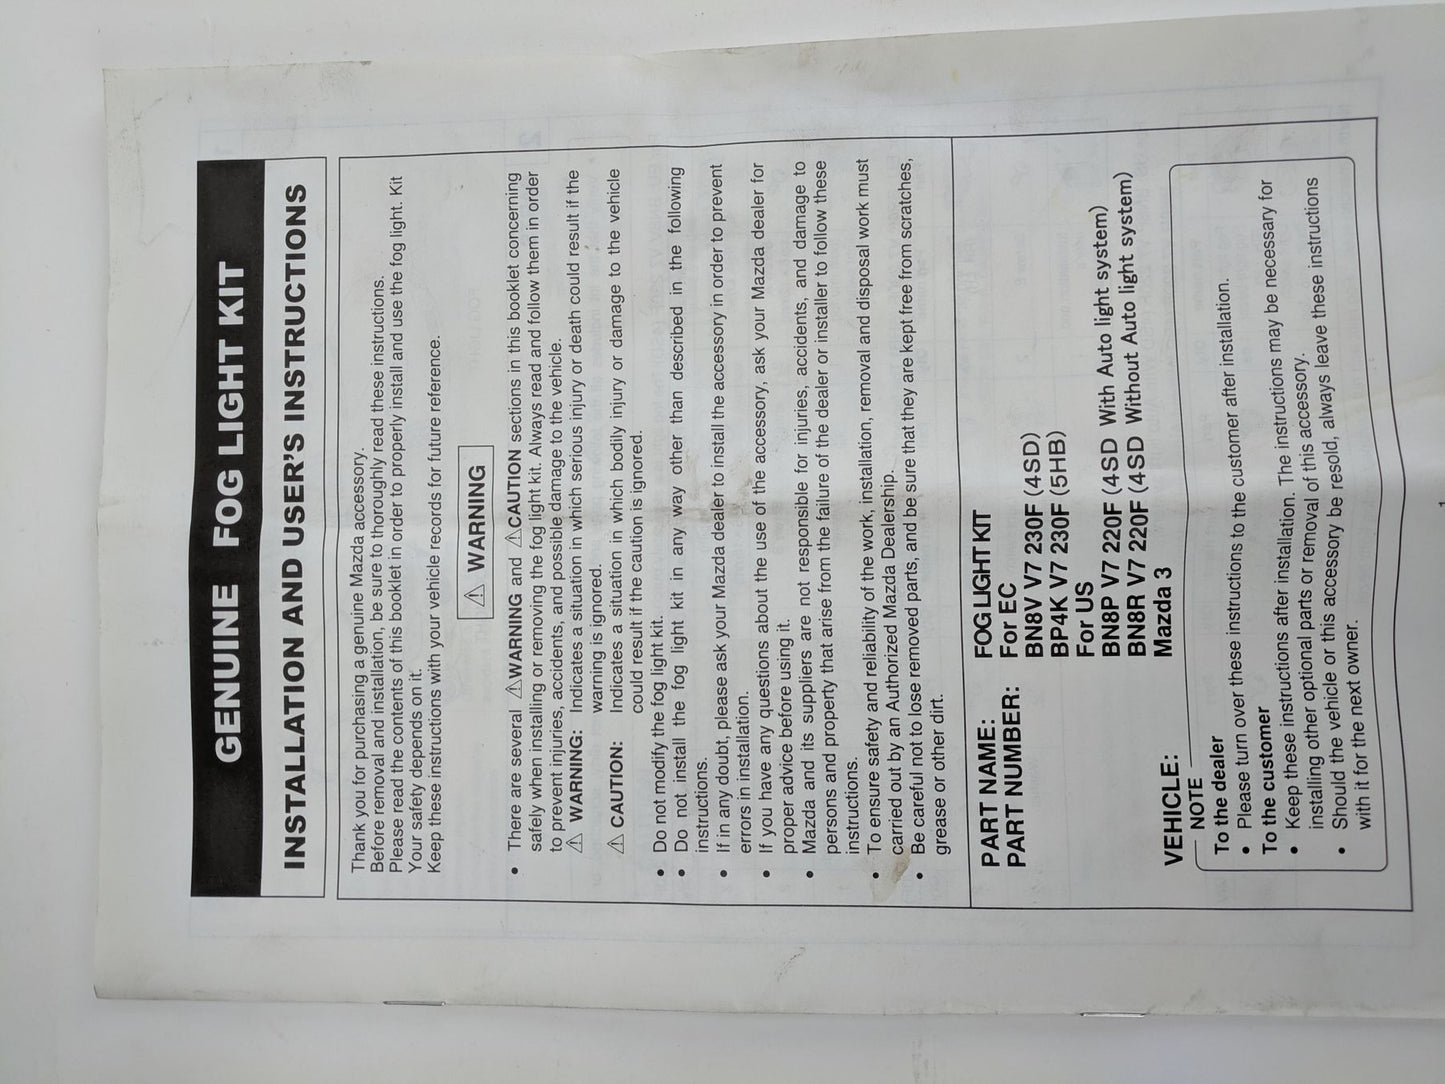 GENUINE FOG LIGHT KIT
INSTALLATION AND USER'S INSTRUCTIONS
Thank you for purchasing a genuine Mazda accessory.
Before removal and installation, be sure to thoroughly read these instructions.
Please read the contents of this booklet in order to properly install and use the fog light. Kit
Your safety depends on it.
Keep these instructions with your vehicle records for future reference.
⚠ WARNING
• There are several ⚠WARNING and ⚠CAUTION sections in this booklet concerning
safely when installing or removing the fog light kit. Always read and follow them in order
to prevent injuries, accidents, and possible damage to the vehicle.
⚠ WARNING: Indicates a situation in which serious injury or death could result if the
warning is ignored.
⚠ CAUTION: Indicates a situation in which bodily injury or damage to the vehicle
could result if the caution is ignored.
• Do not modify the fog light kit.
• Do not install the fog light kit in any way other than described in the following
instructions.
• If in any doubt, please ask your Mazda dealer to install the accessory in order to prevent
errors in installation.
• If you have any questions about the use of the accessory, ask your Mazda dealer for
proper advice before using it.
• Mazda and its suppliers are not responsible for injuries, accidents, and damage to
persons and property that arise from the failure of the dealer or installer to follow these
instructions.
• To ensure safety and reliability of the work, installation, removal and disposal work must
carried out by an Authorized Mazda Dealership.
• Be careful not to lose removed parts, and be sure that they are kept free from scratches,
grease or other dirt.
PART NAME: FOG LIGHT KIT
PART NUMBER: For EC
BN8V V7 230F (4SD)
BP4K V7 230F (5HB)
For US
BN8P V7 220F (4SD With Auto light system)
BN8R V7 220F (4SD Without Auto light system)
VEHICLE: Mazda 3
NOTE
To the dealer
• Please turn over these instructions to the customer after installation.
To the customer
• Keep these instructions after installation. The instructions may be necessary for
installing other optional parts or removal of this accessory.
• Should the vehicle or this accessory be resold, always leave these instructions
with it for the next owner.